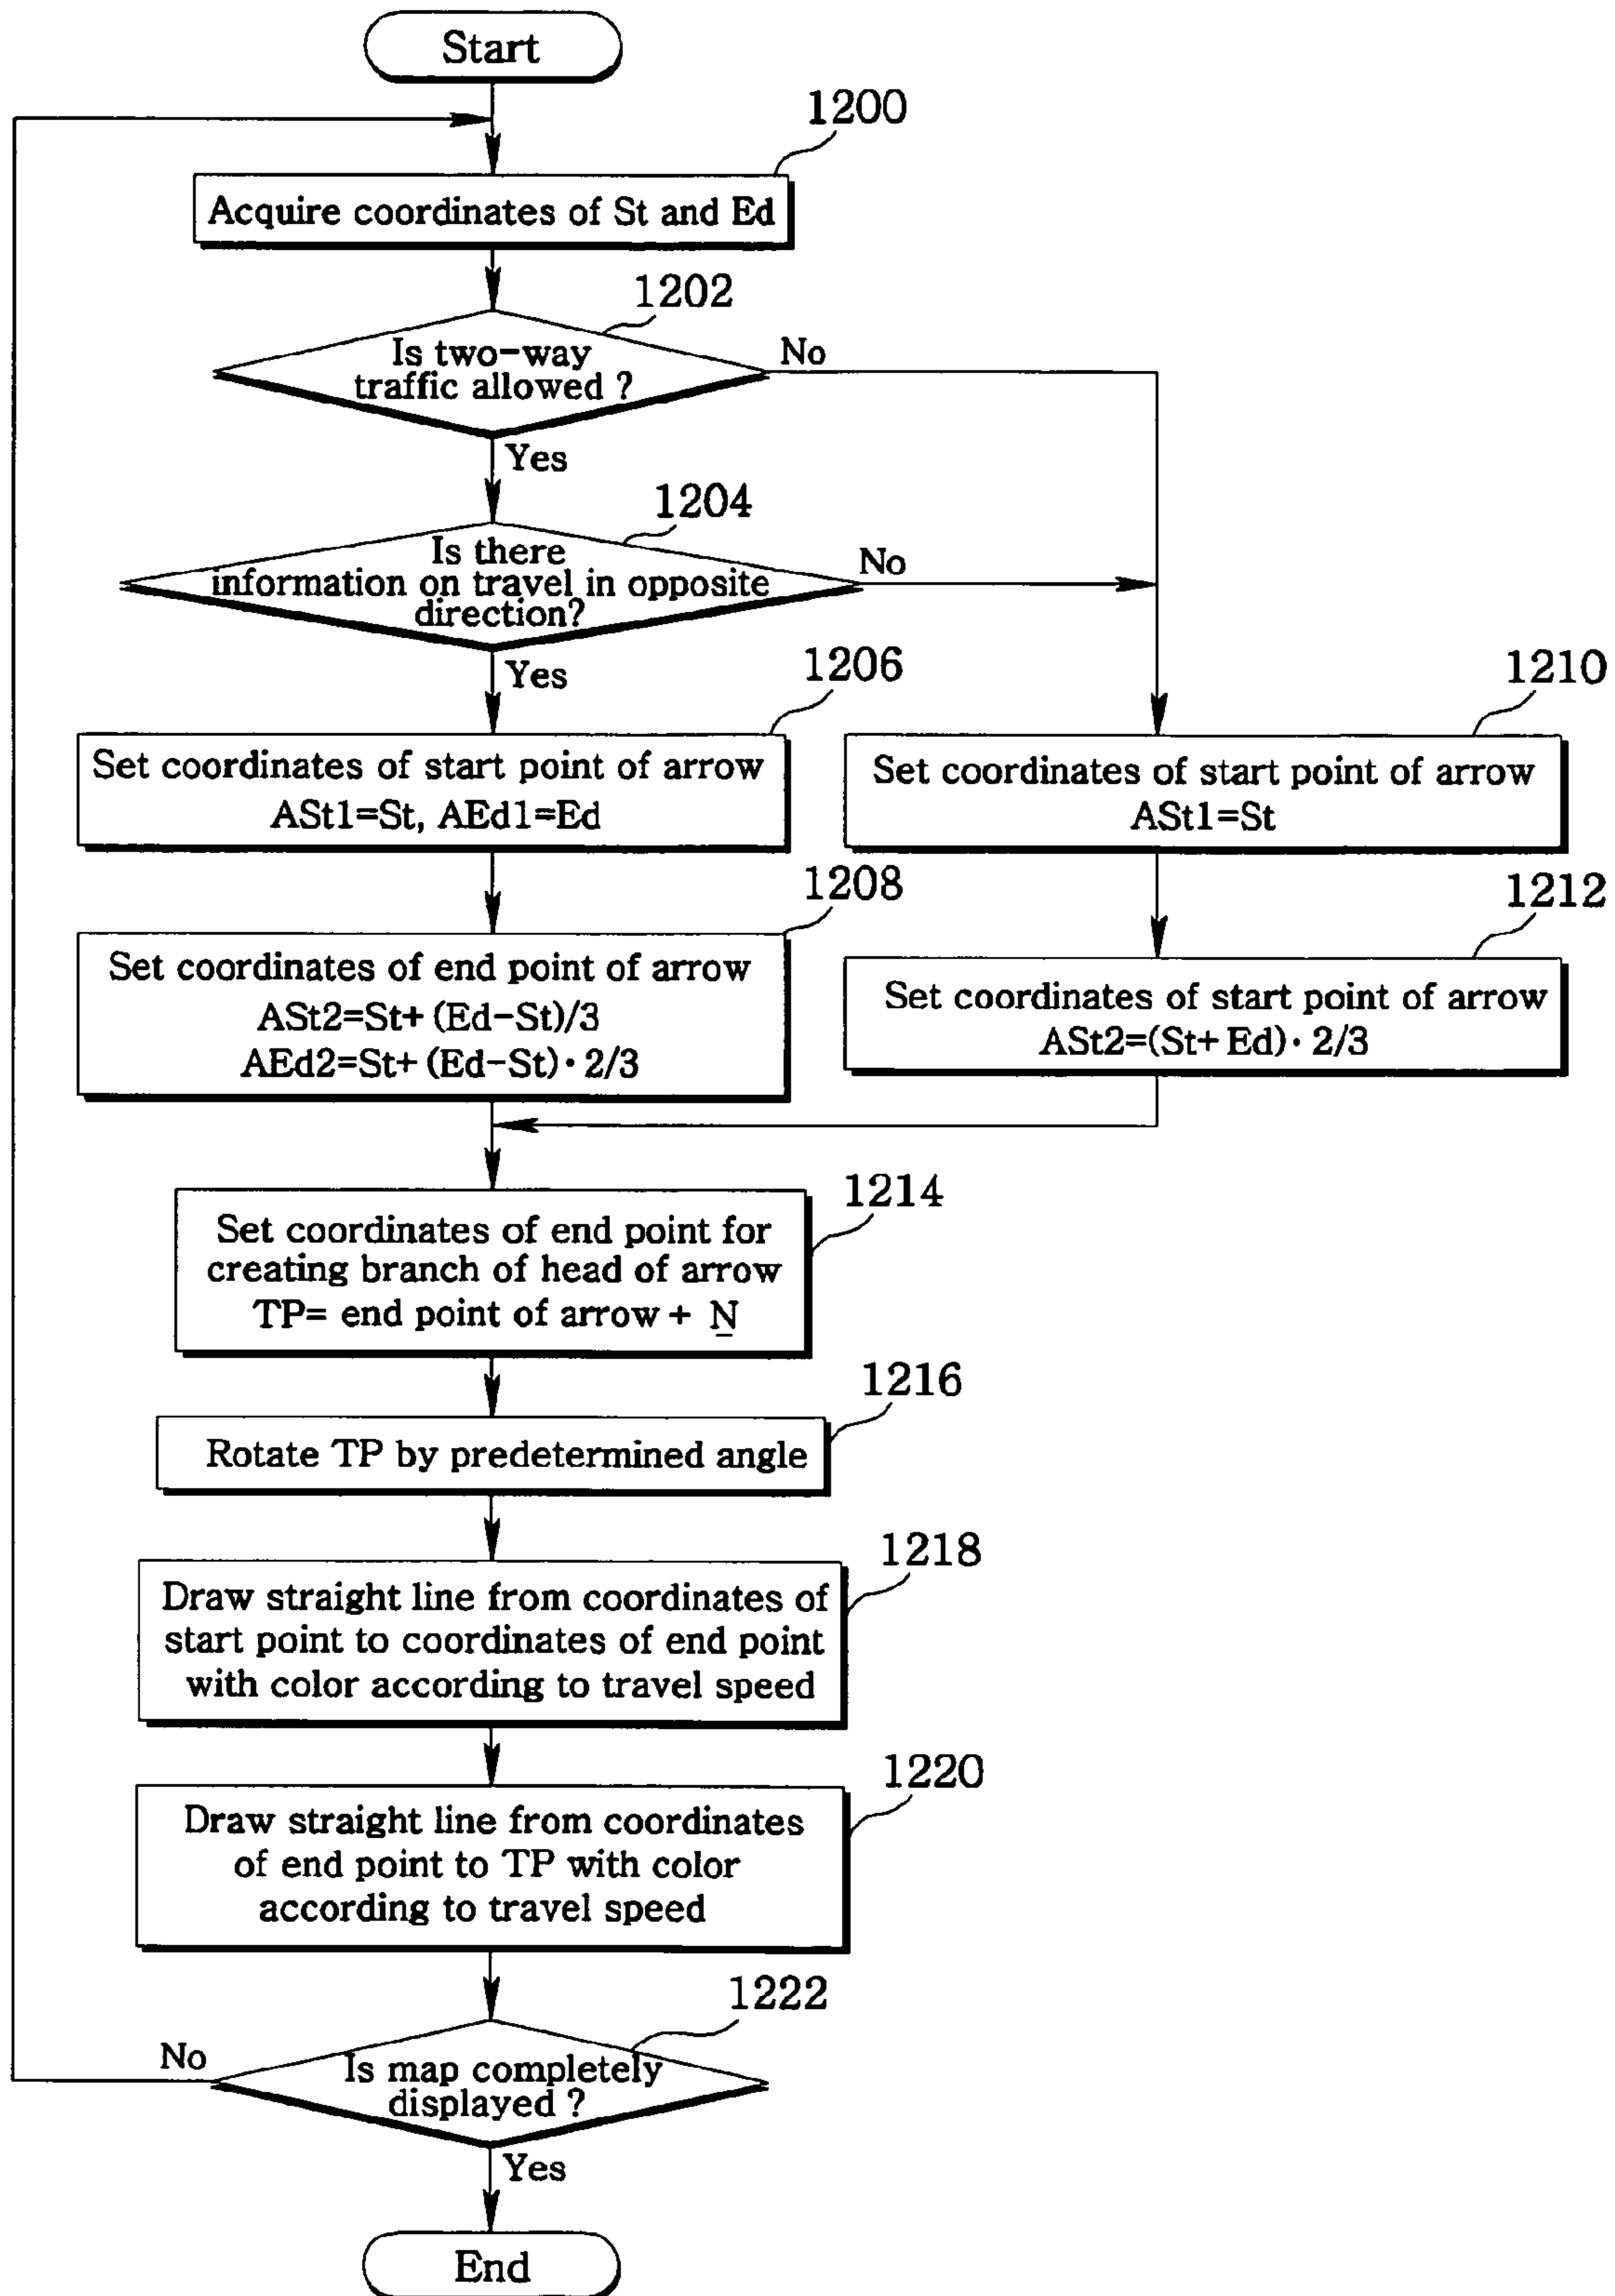 Start
1200
Acquire coordinates of St and Ed
1202
Is two-way
traffic allowed ?
No
Yes
1204
Is there
information on travel in opposite
direction?
No
Yes
1206
Set coordinates of start point of arrow
ASt1=St, AEd1=Ed
1210
Set coordinates of start point of arrow
ASt1=St
1208
Set coordinates of end point of arrow
ASt2=St+ (Ed-St)/3
AEd2=St+ (Ed-St)· 2/3
1212
Set coordinates of start point of arrow
ASt2=(St+ Ed)· 2/3
1214
Set coordinates of end point for
creating branch of head of arrow
TP= end point of arrow + N
1216
Rotate TP by predetermined angle
1218
Draw straight line from coordinates of
start point to coordinates of end point
with color according to travel speed
1220
Draw straight line from coordinates
of end point to TP with color
according to travel speed
1222
Is map completely
displayed ?
No
Yes
End